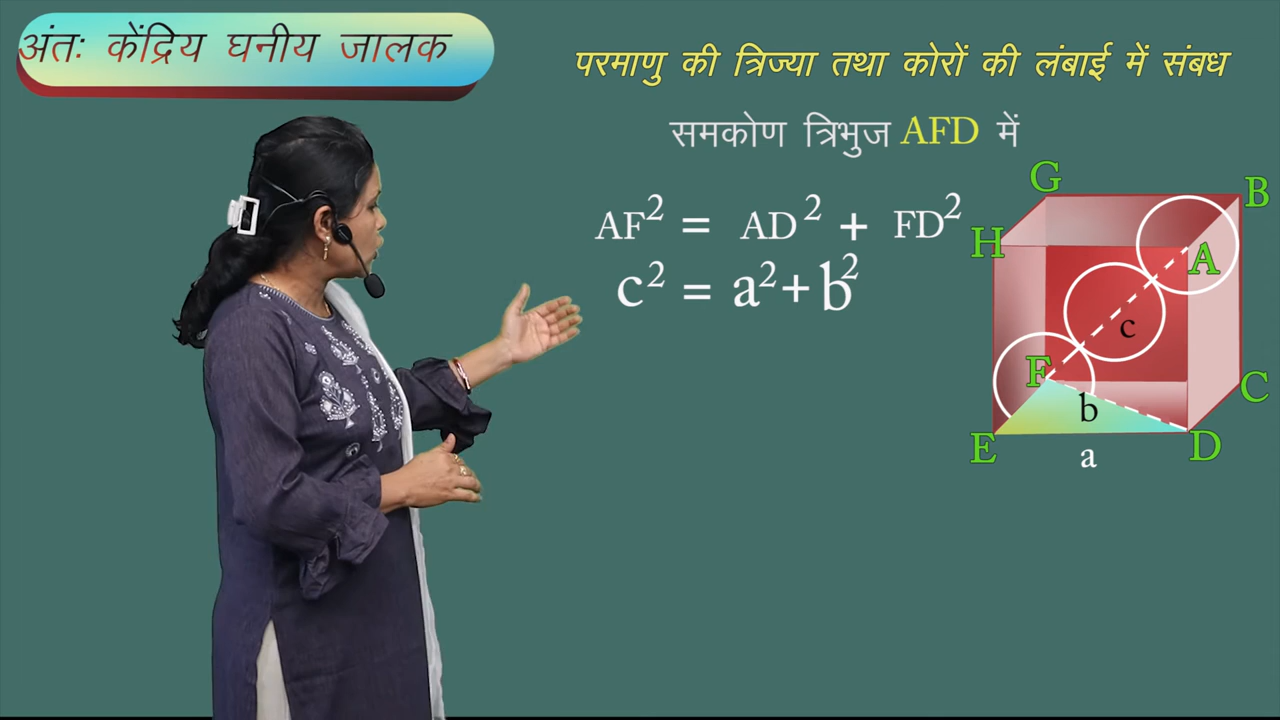 अंतः केंद्रिय घनीय जालक
परमाणु की त्रिज्या तथा कोरों की लंबाई में संबध
समकोण त्रिभुज AFD में
AF² = AD² + FD²
c² = a² + b²
G
B
H
A
c
F
C
b
E
D
a